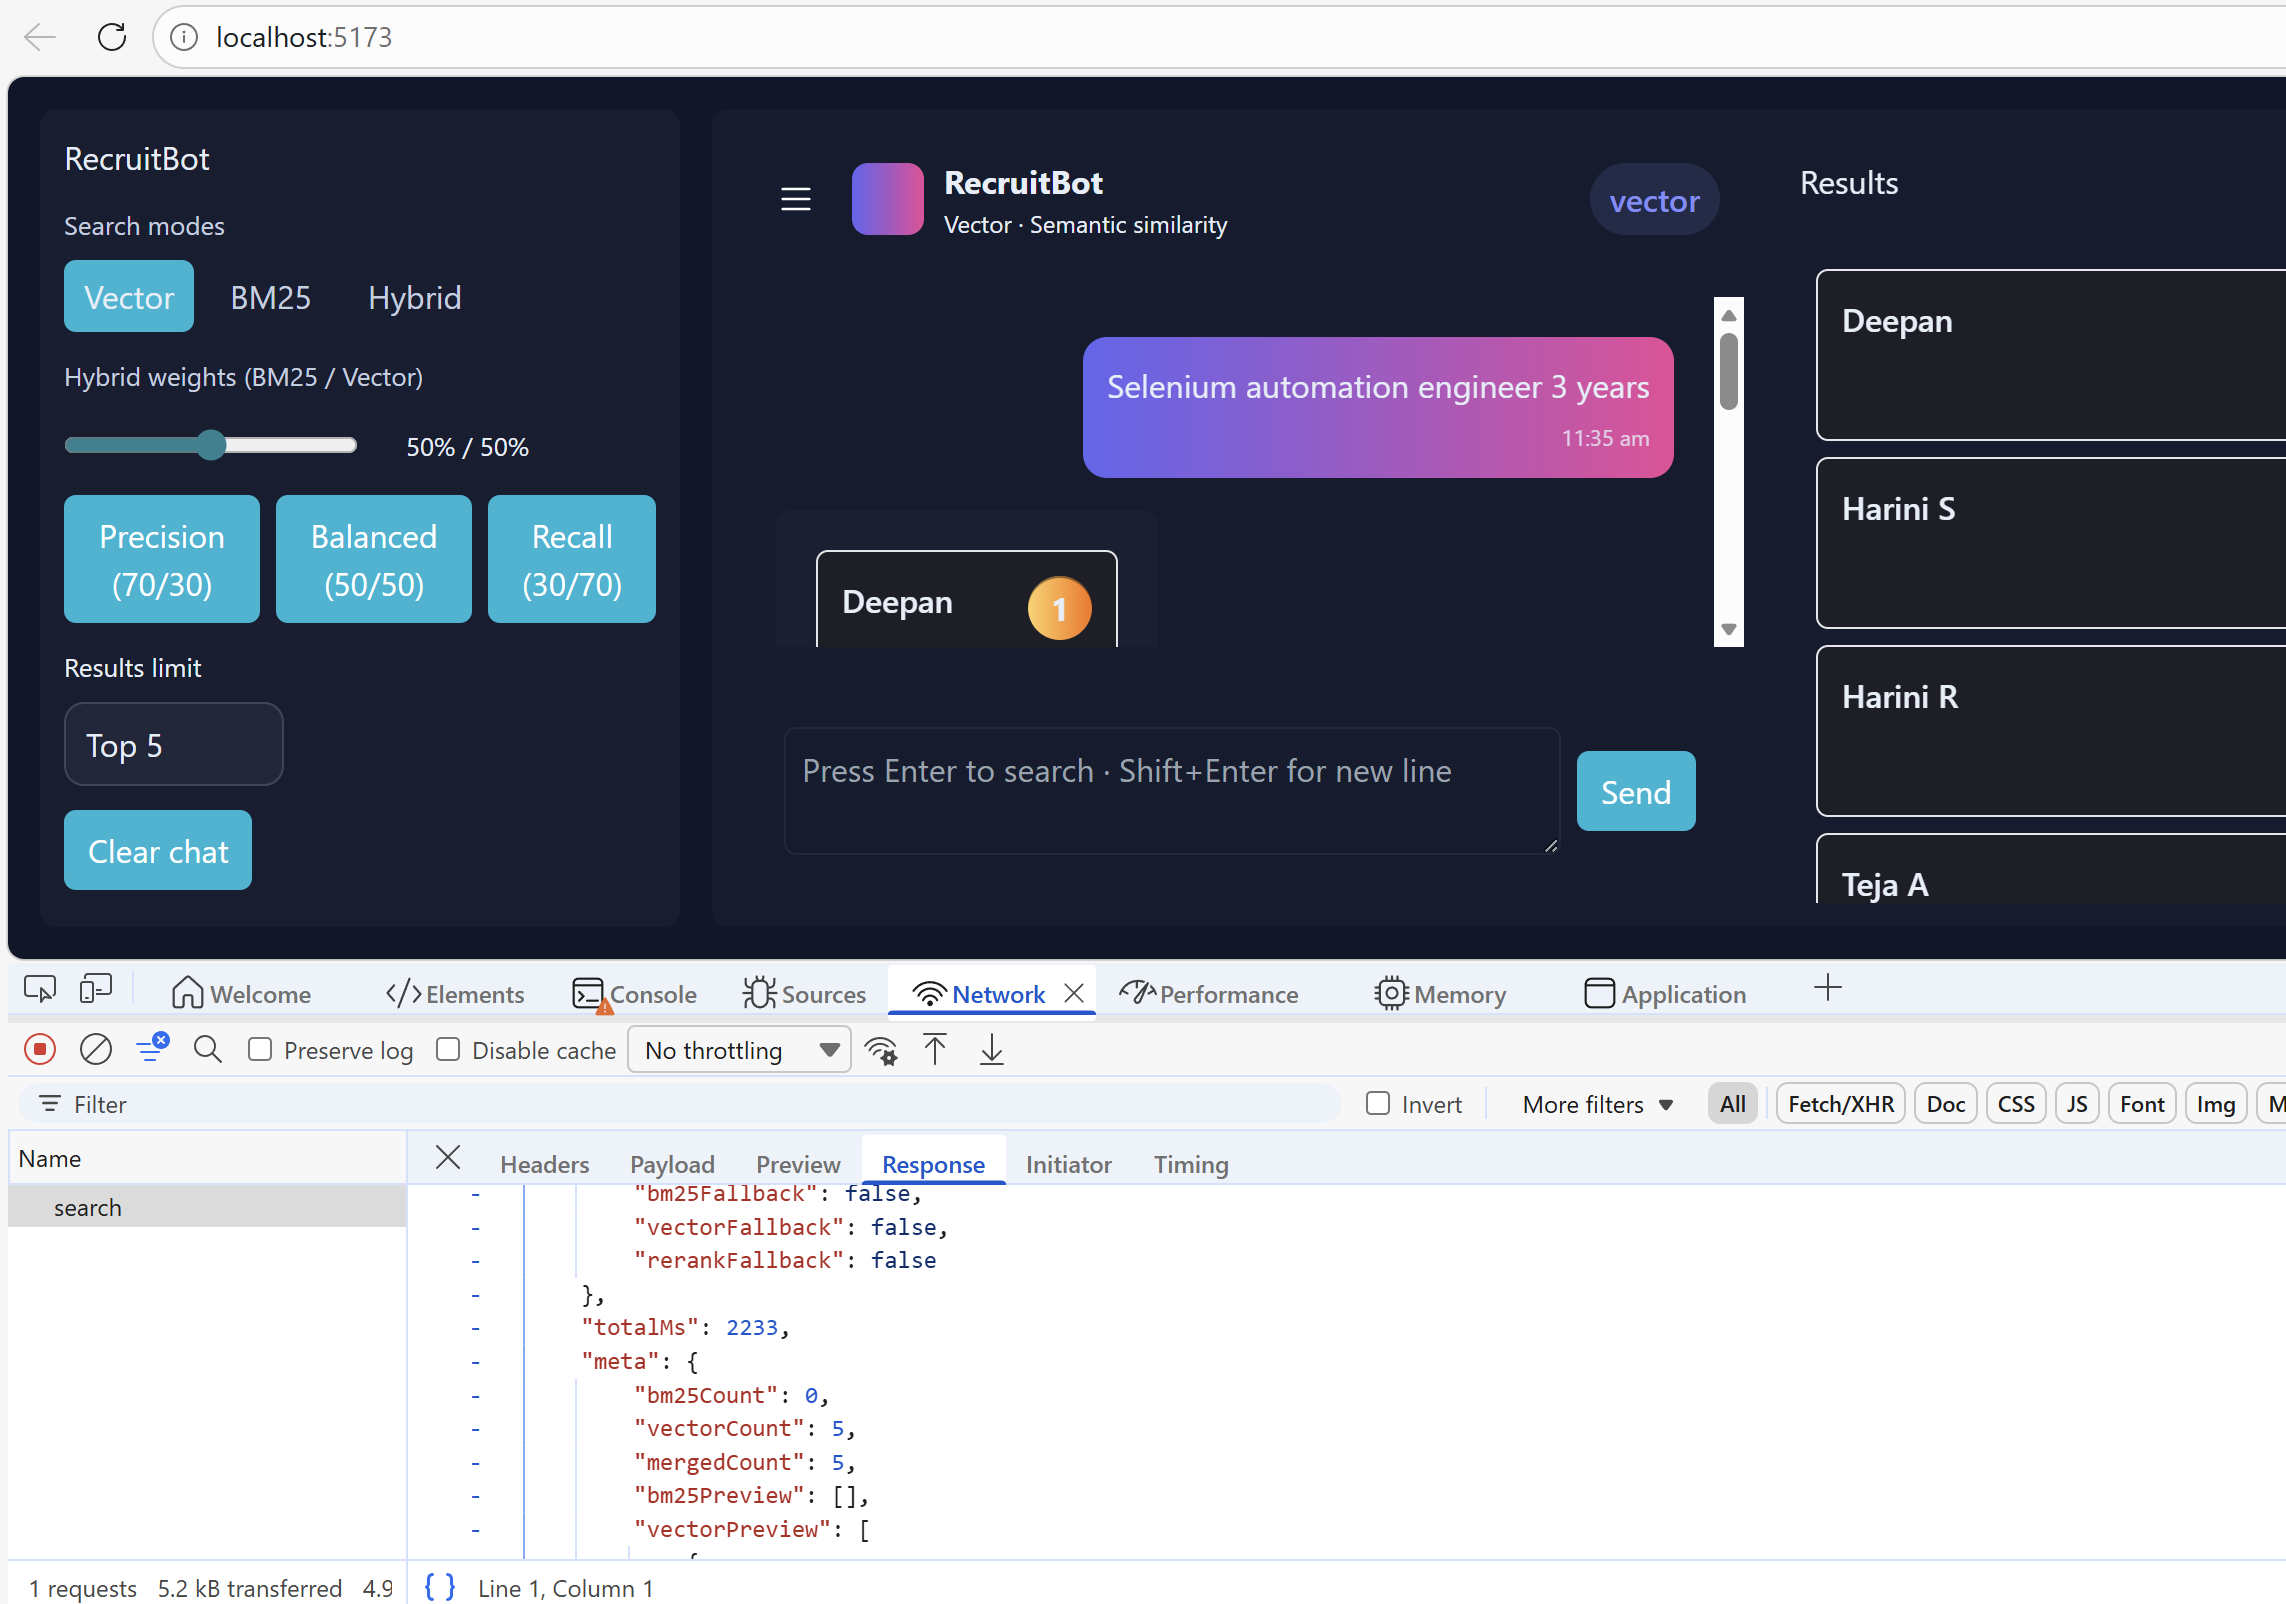 localhost:5173
RecruitBot
Search modes
Vector BM25 Hybrid
Hybrid weights (BM25 / Vector)
50% / 50%
Precision (70/30)
Balanced (50/50)
Recall (30/70)
Results limit
Top 5
Clear chat
RecruitBot
Vector · Semantic similarity
vector
Selenium automation engineer 3 years
11:35 am
Deepan 1
Press Enter to search · Shift+Enter for new line
Send
Results
Deepan
Harini S
Harini R
Teja A
Welcome Elements Console Sources Network Performance Memory Application
Preserve log Disable cache No throttling
Filter Invert More filters All Fetch/XHR Doc CSS JS Font Img
Name
search
Headers Payload Preview Response Initiator Timing
- "bm25Fallback": false,
- "vectorFallback": false,
- "rerankFallback": false
- },
- "totalMs": 2233,
- "meta": {
- "bm25Count": 0,
- "vectorCount": 5,
- "mergedCount": 5,
- "bm25Preview": [],
- "vectorPreview": [
{
1 requests 5.2 kB transferred 4.9
{ } Line 1, Column 1